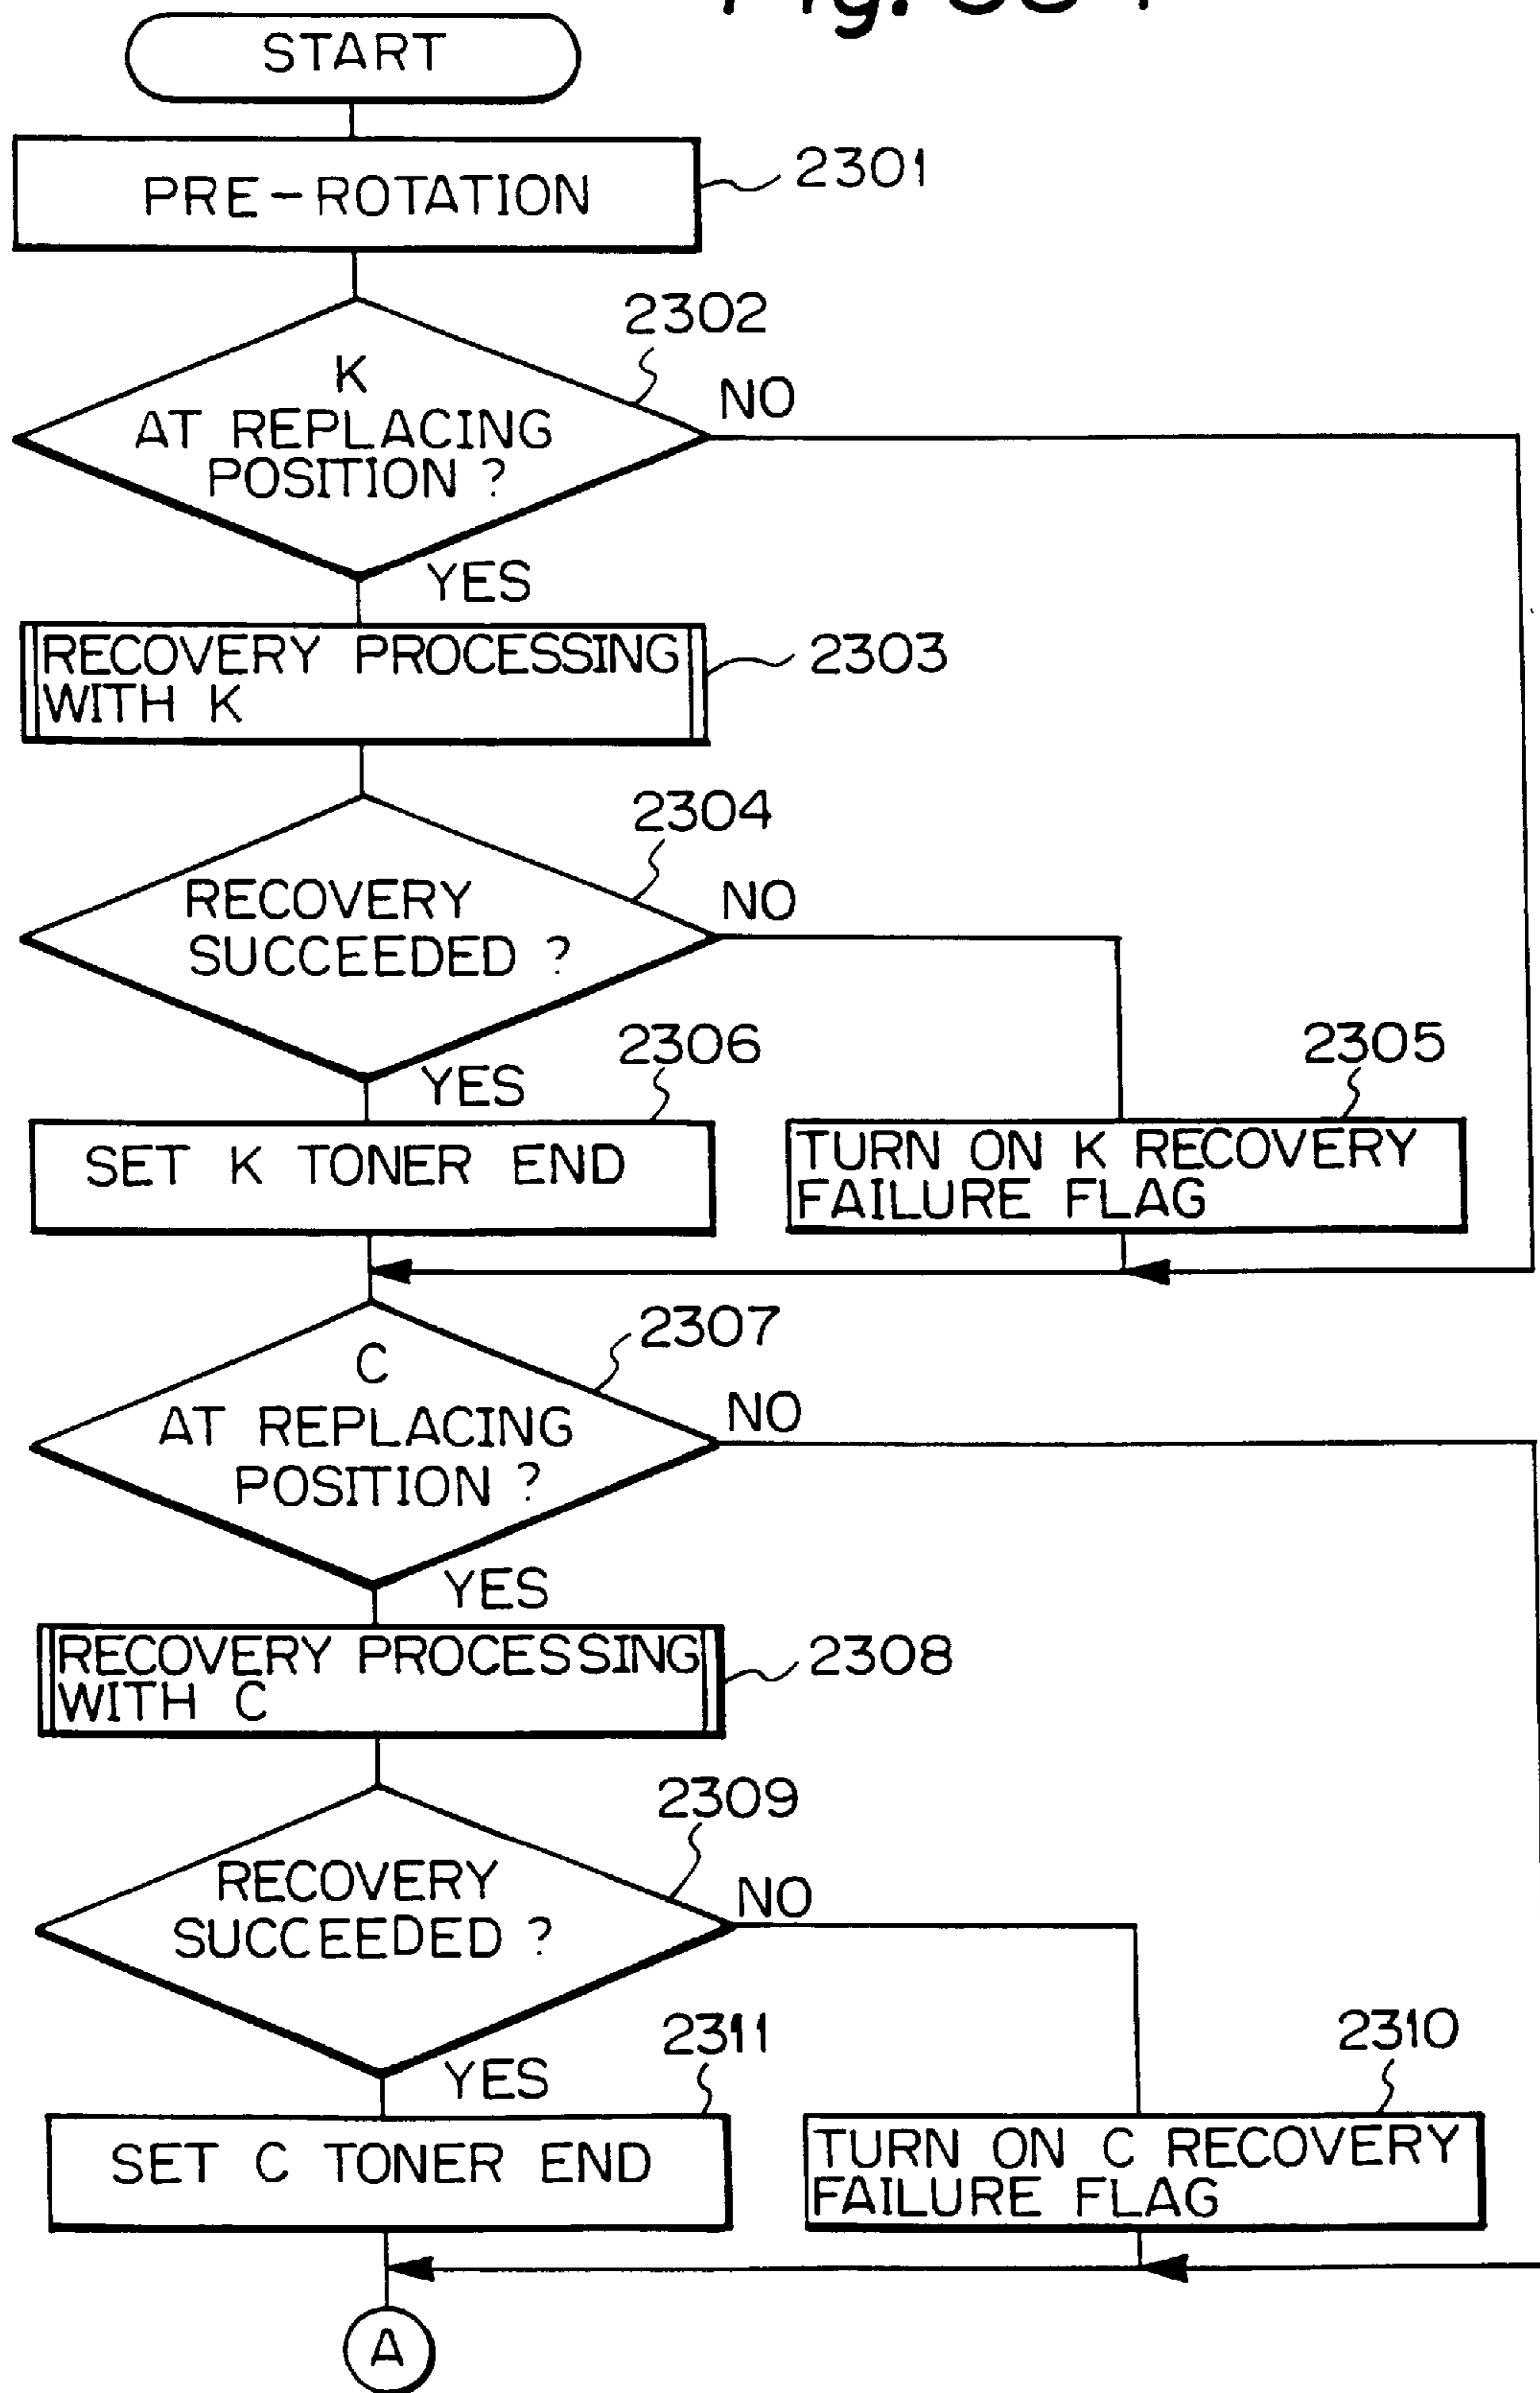 START
PRE-ROTATION
2301
2302
K
AT REPLACING
POSITION ?
NO
YES
RECOVERY PROCESSING
WITH K
2303
2304
RECOVERY
SUCCEEDED ?
NO
YES
2306
SET K TONER END
2305
TURN ON K RECOVERY
FAILURE FLAG
2307
C
AT REPLACING
POSITION ?
NO
YES
RECOVERY PROCESSING
WITH C
2308
2309
RECOVERY
SUCCEEDED ?
NO
YES
2311
SET C TONER END
2310
TURN ON C RECOVERY
FAILURE FLAG
A